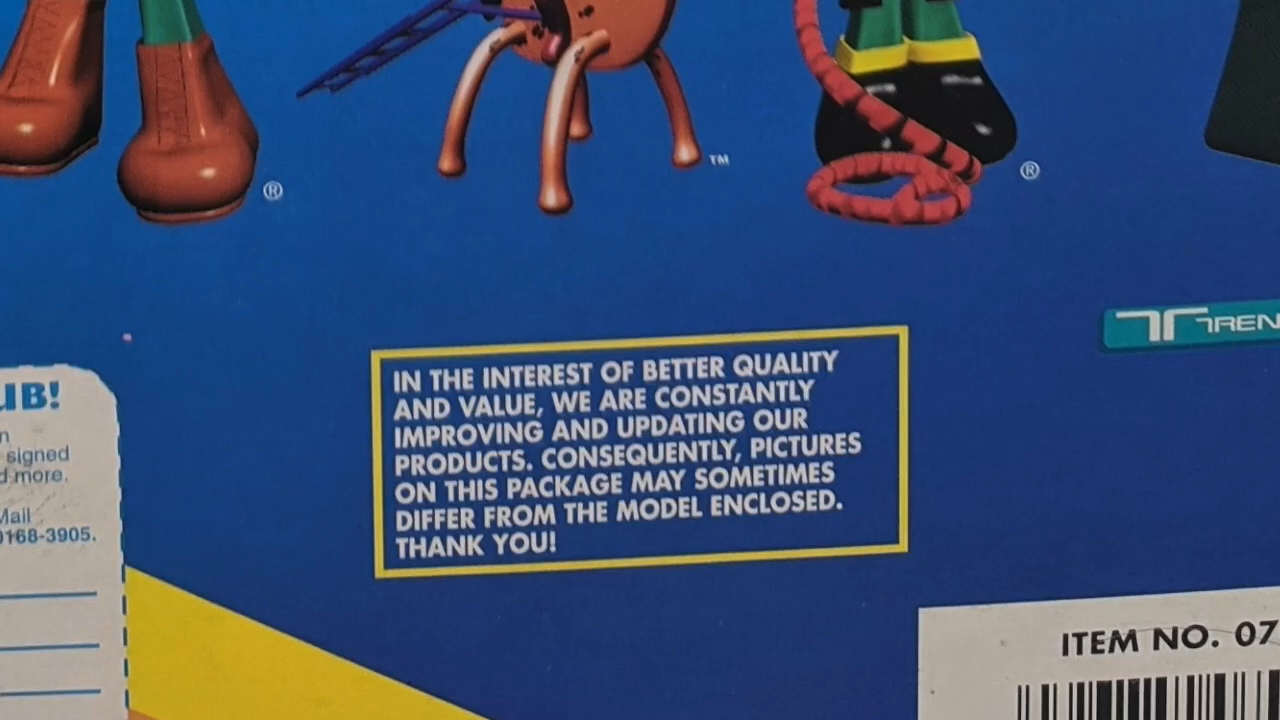 TM
®
®
TREN
IN THE INTEREST OF BETTER QUALITY
AND VALUE, WE ARE CONSTANTLY
IMPROVING AND UPDATING OUR
PRODUCTS. CONSEQUENTLY, PICTURES
ON THIS PACKAGE MAY SOMETIMES
DIFFER FROM THE MODEL ENCLOSED.
THANK YOU!
UB!
n
signed
d more.
Mail
0168-3905.
ITEM NO. 07